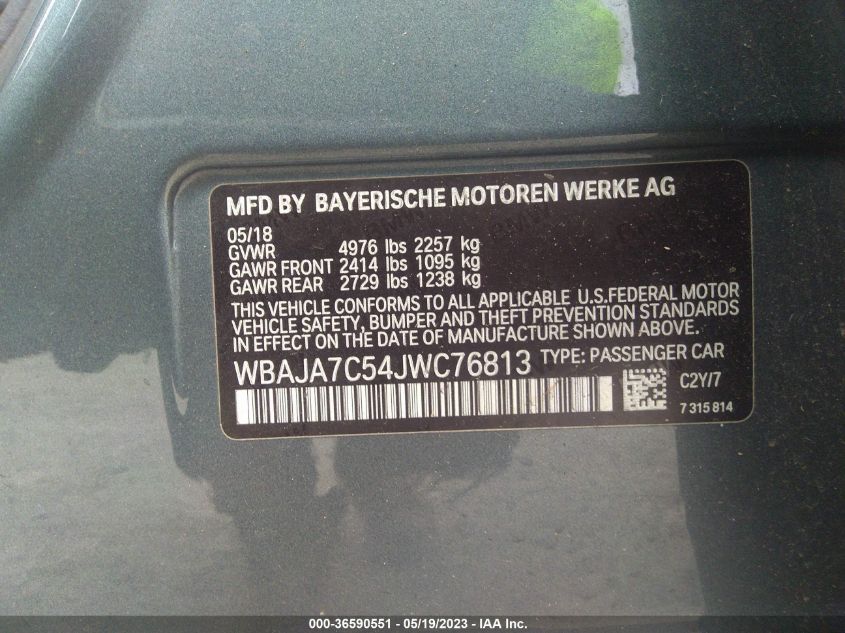 MFD BY BAYERISCHE MOTOREN WERKE AG
05/18
GVWR 4976 lbs 2257 kg
GAWR FRONT 2414 lbs 1095 kg
GAWR REAR 2729 lbs 1238 kg
THIS VEHICLE CONFORMS TO ALL APPLICABLE U.S.FEDERAL MOTOR
VEHICLE SAFETY, BUMPER AND THEFT PREVENTION STANDARDS
IN EFFECT ON THE DATE OF MANUFACTURE SHOWN ABOVE.
WBAJA7C54JWC76813 TYPE: PASSENGER CAR
C2Y/7
7 315 814
000-36590551 - 05/19/2023 - IAA Inc.